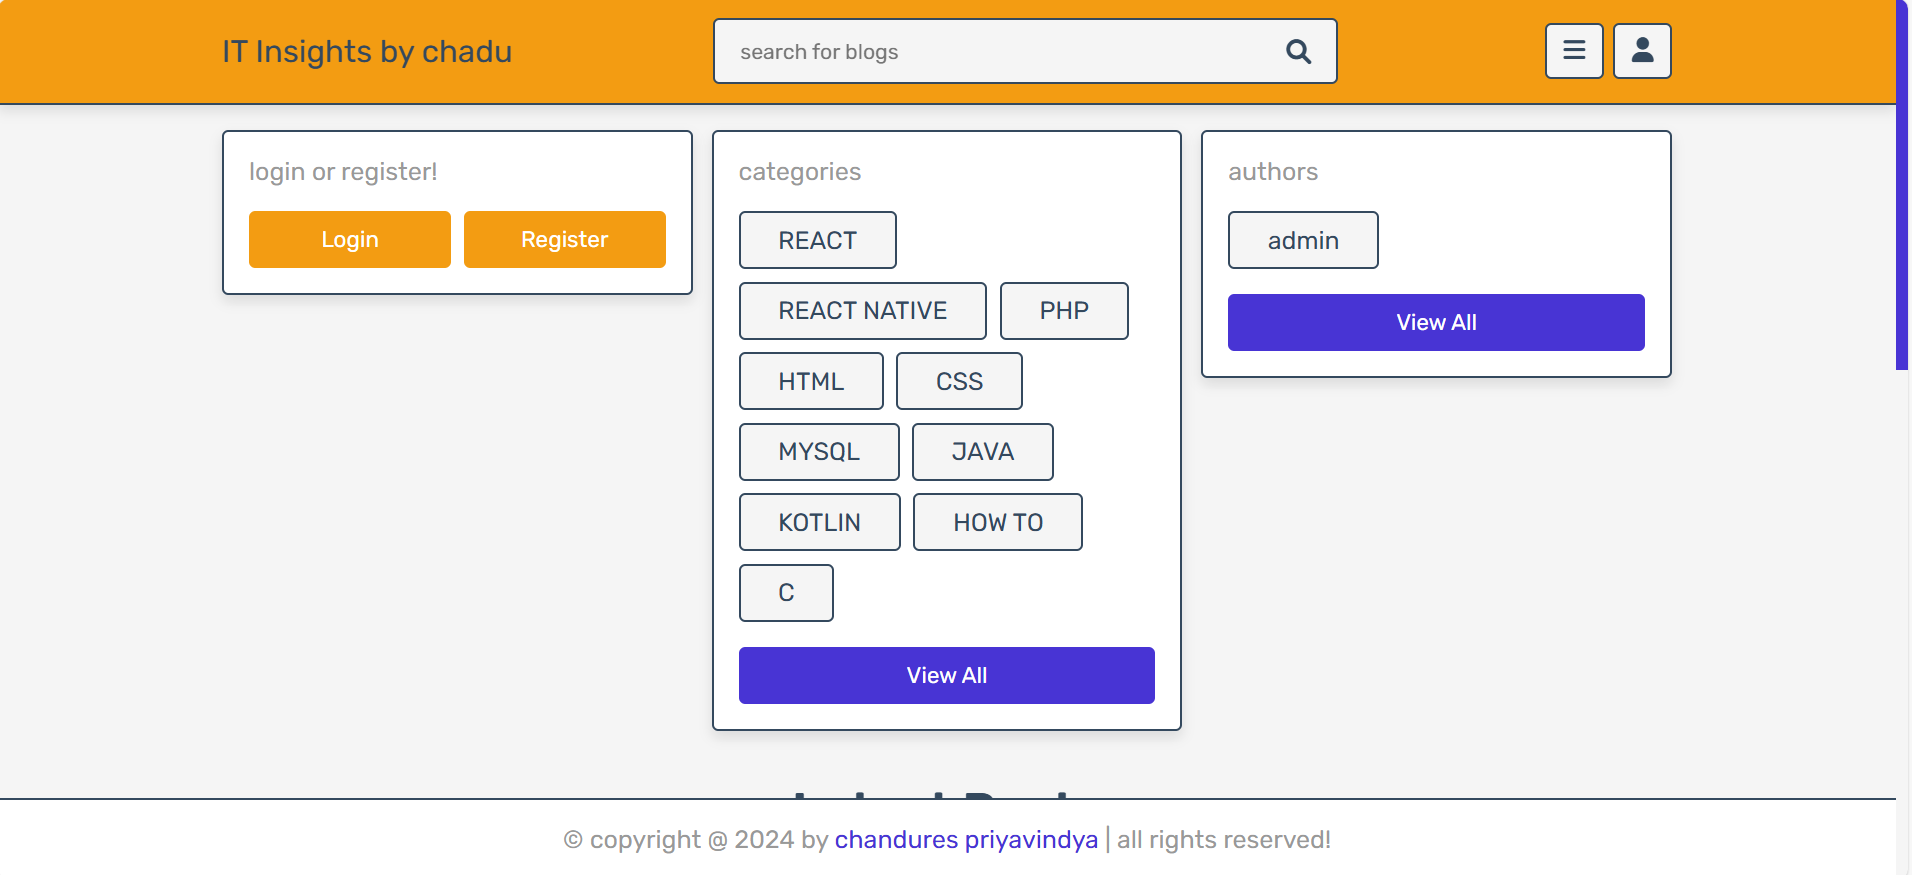 IT Insights by chadu
search for blogs
login or register!
Login
Register
categories
REACT
REACT NATIVE
PHP
HTML
CSS
MYSQL
JAVA
KOTLIN
HOW TO
C
View All
authors
admin
View All
© copyright @ 2024 by chandures priyavindya | all rights reserved!